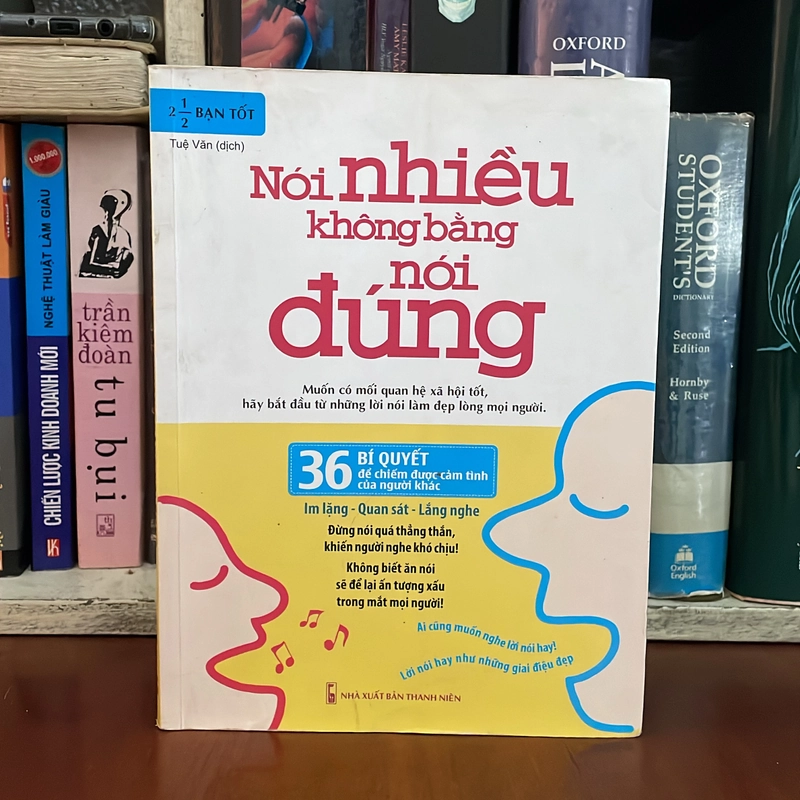 2 1/2 BẠN TỐT
Tuệ Văn (dịch)
Nói nhiều
không bằng
nói
đúng
Muốn có mối quan hệ xã hội tốt,
hãy bắt đầu từ những lời nói làm đẹp lòng mọi người.
36 BÍ QUYẾT
để chiếm được cảm tình
của người khác
Im lặng - Quan sát - Lắng nghe
Đừng nói quá thẳng thắn,
khiến người nghe khó chịu!
Không biết ăn nói
sẽ để lại ấn tượng xấu
trong mắt mọi người!
Ai cũng muốn nghe lời nói hay!
Lời nói hay như những giai điệu đẹp
NHÀ XUẤT BẢN THANH NIÊN
1.000.000
NGHỆ THUẬT LÀM GIÀU
CHIẾN LƯỢC KINH DOANH MỚI
trần
kiêm
đoàn
tu bụi
OXFORD
OXFORD
STUDENT'S
DICTIONARY
Second
Edition
Hornby
& Ruse
Oxford
English